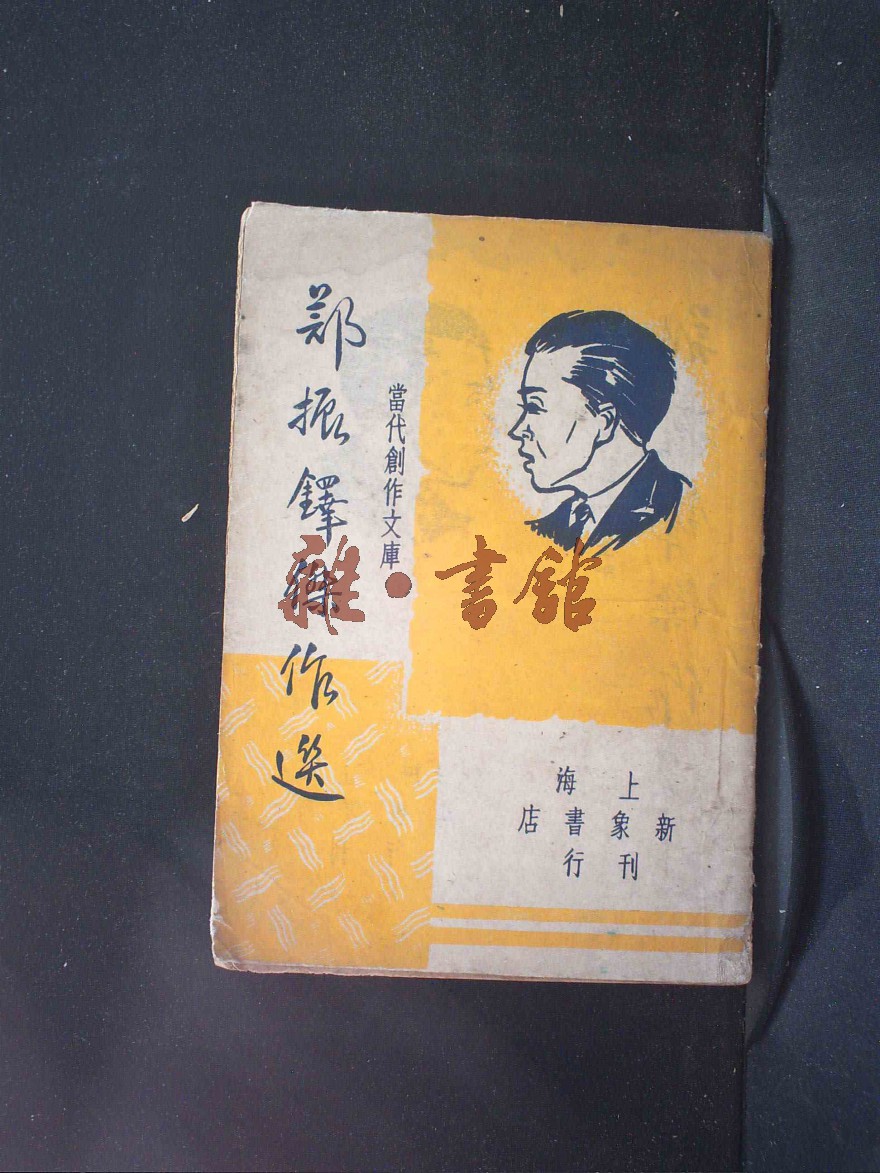 鄭振鐸傑作選
當代創作文庫
雜·書館
上海
新象書店
刊行